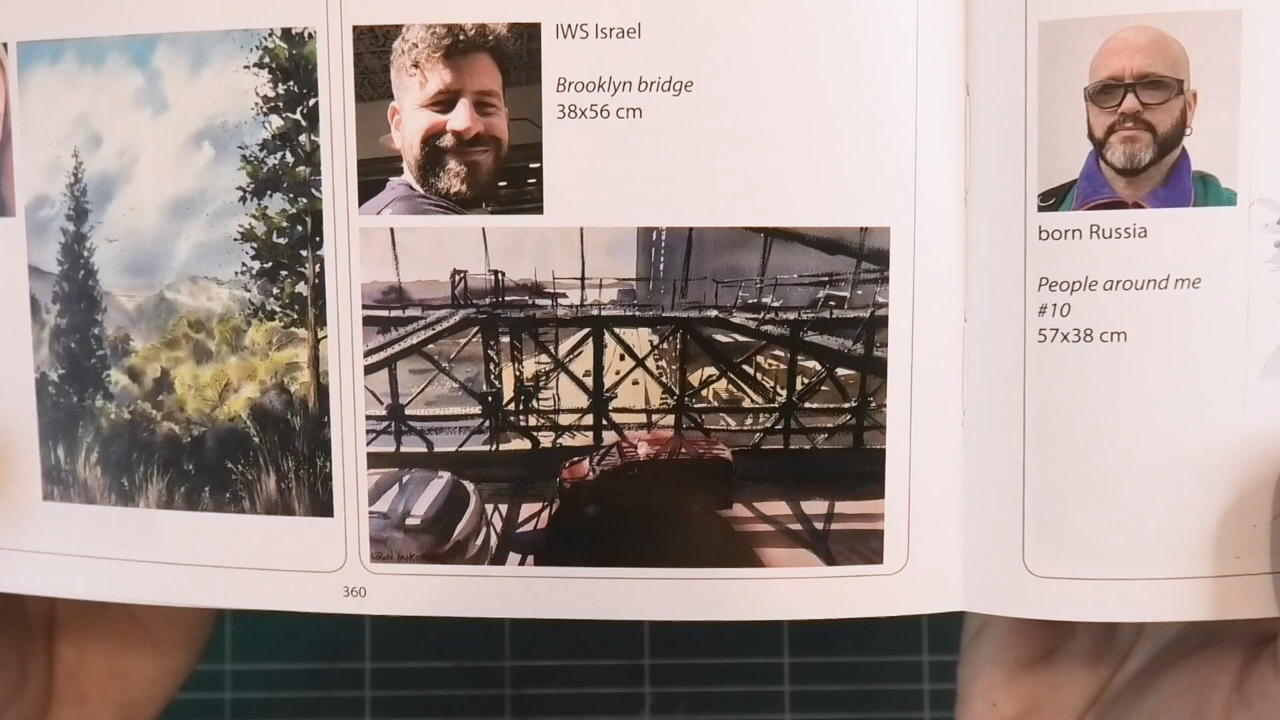 IWS Israel
Brooklyn bridge
38x56 cm
360
born Russia
People around me
#10
57x38 cm